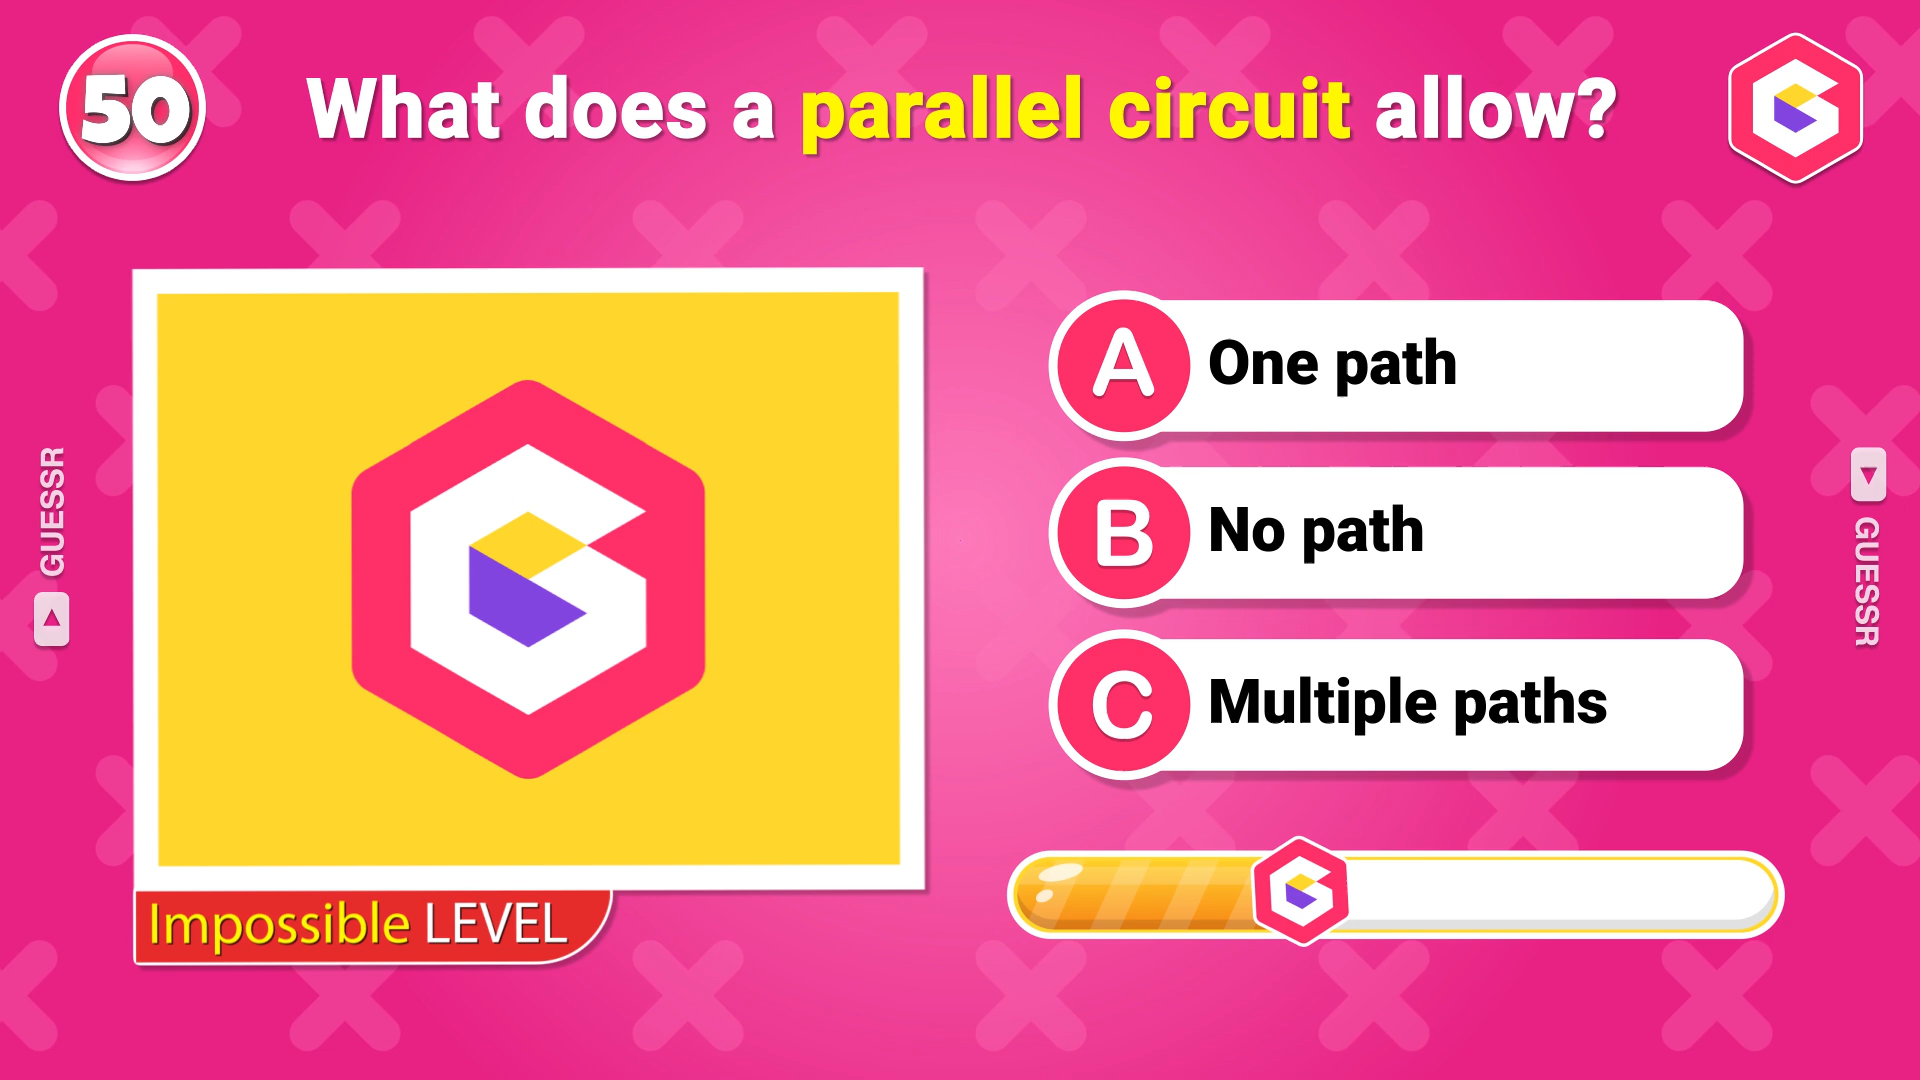 50
What does a parallel circuit allow?
A One path
B No path
C Multiple paths
Impossible LEVEL
GUESSR
GUESSR